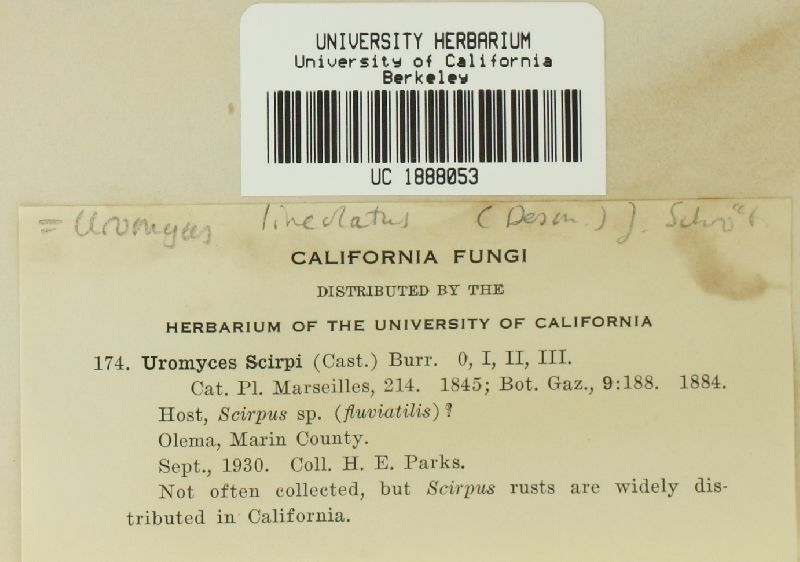 UNIVERSITY HERBARIUM
University of California
Berkeley
UC 1888053
= Uromyces lineolatus (Desm.) J. Schröt.
CALIFORNIA FUNGI
DISTRIBUTED BY THE
HERBARIUM OF THE UNIVERSITY OF CALIFORNIA
174. Uromyces Scirpi (Cast.) Burr. 0, I, II, III.
Cat. Pl. Marseilles, 214. 1845; Bot. Gaz., 9:188. 1884.
Host, Scirpus sp. (fluviatilis)?
Olema, Marin County.
Sept., 1930. Coll. H. E. Parks.
Not often collected, but Scirpus rusts are widely dis-
tributed in California.